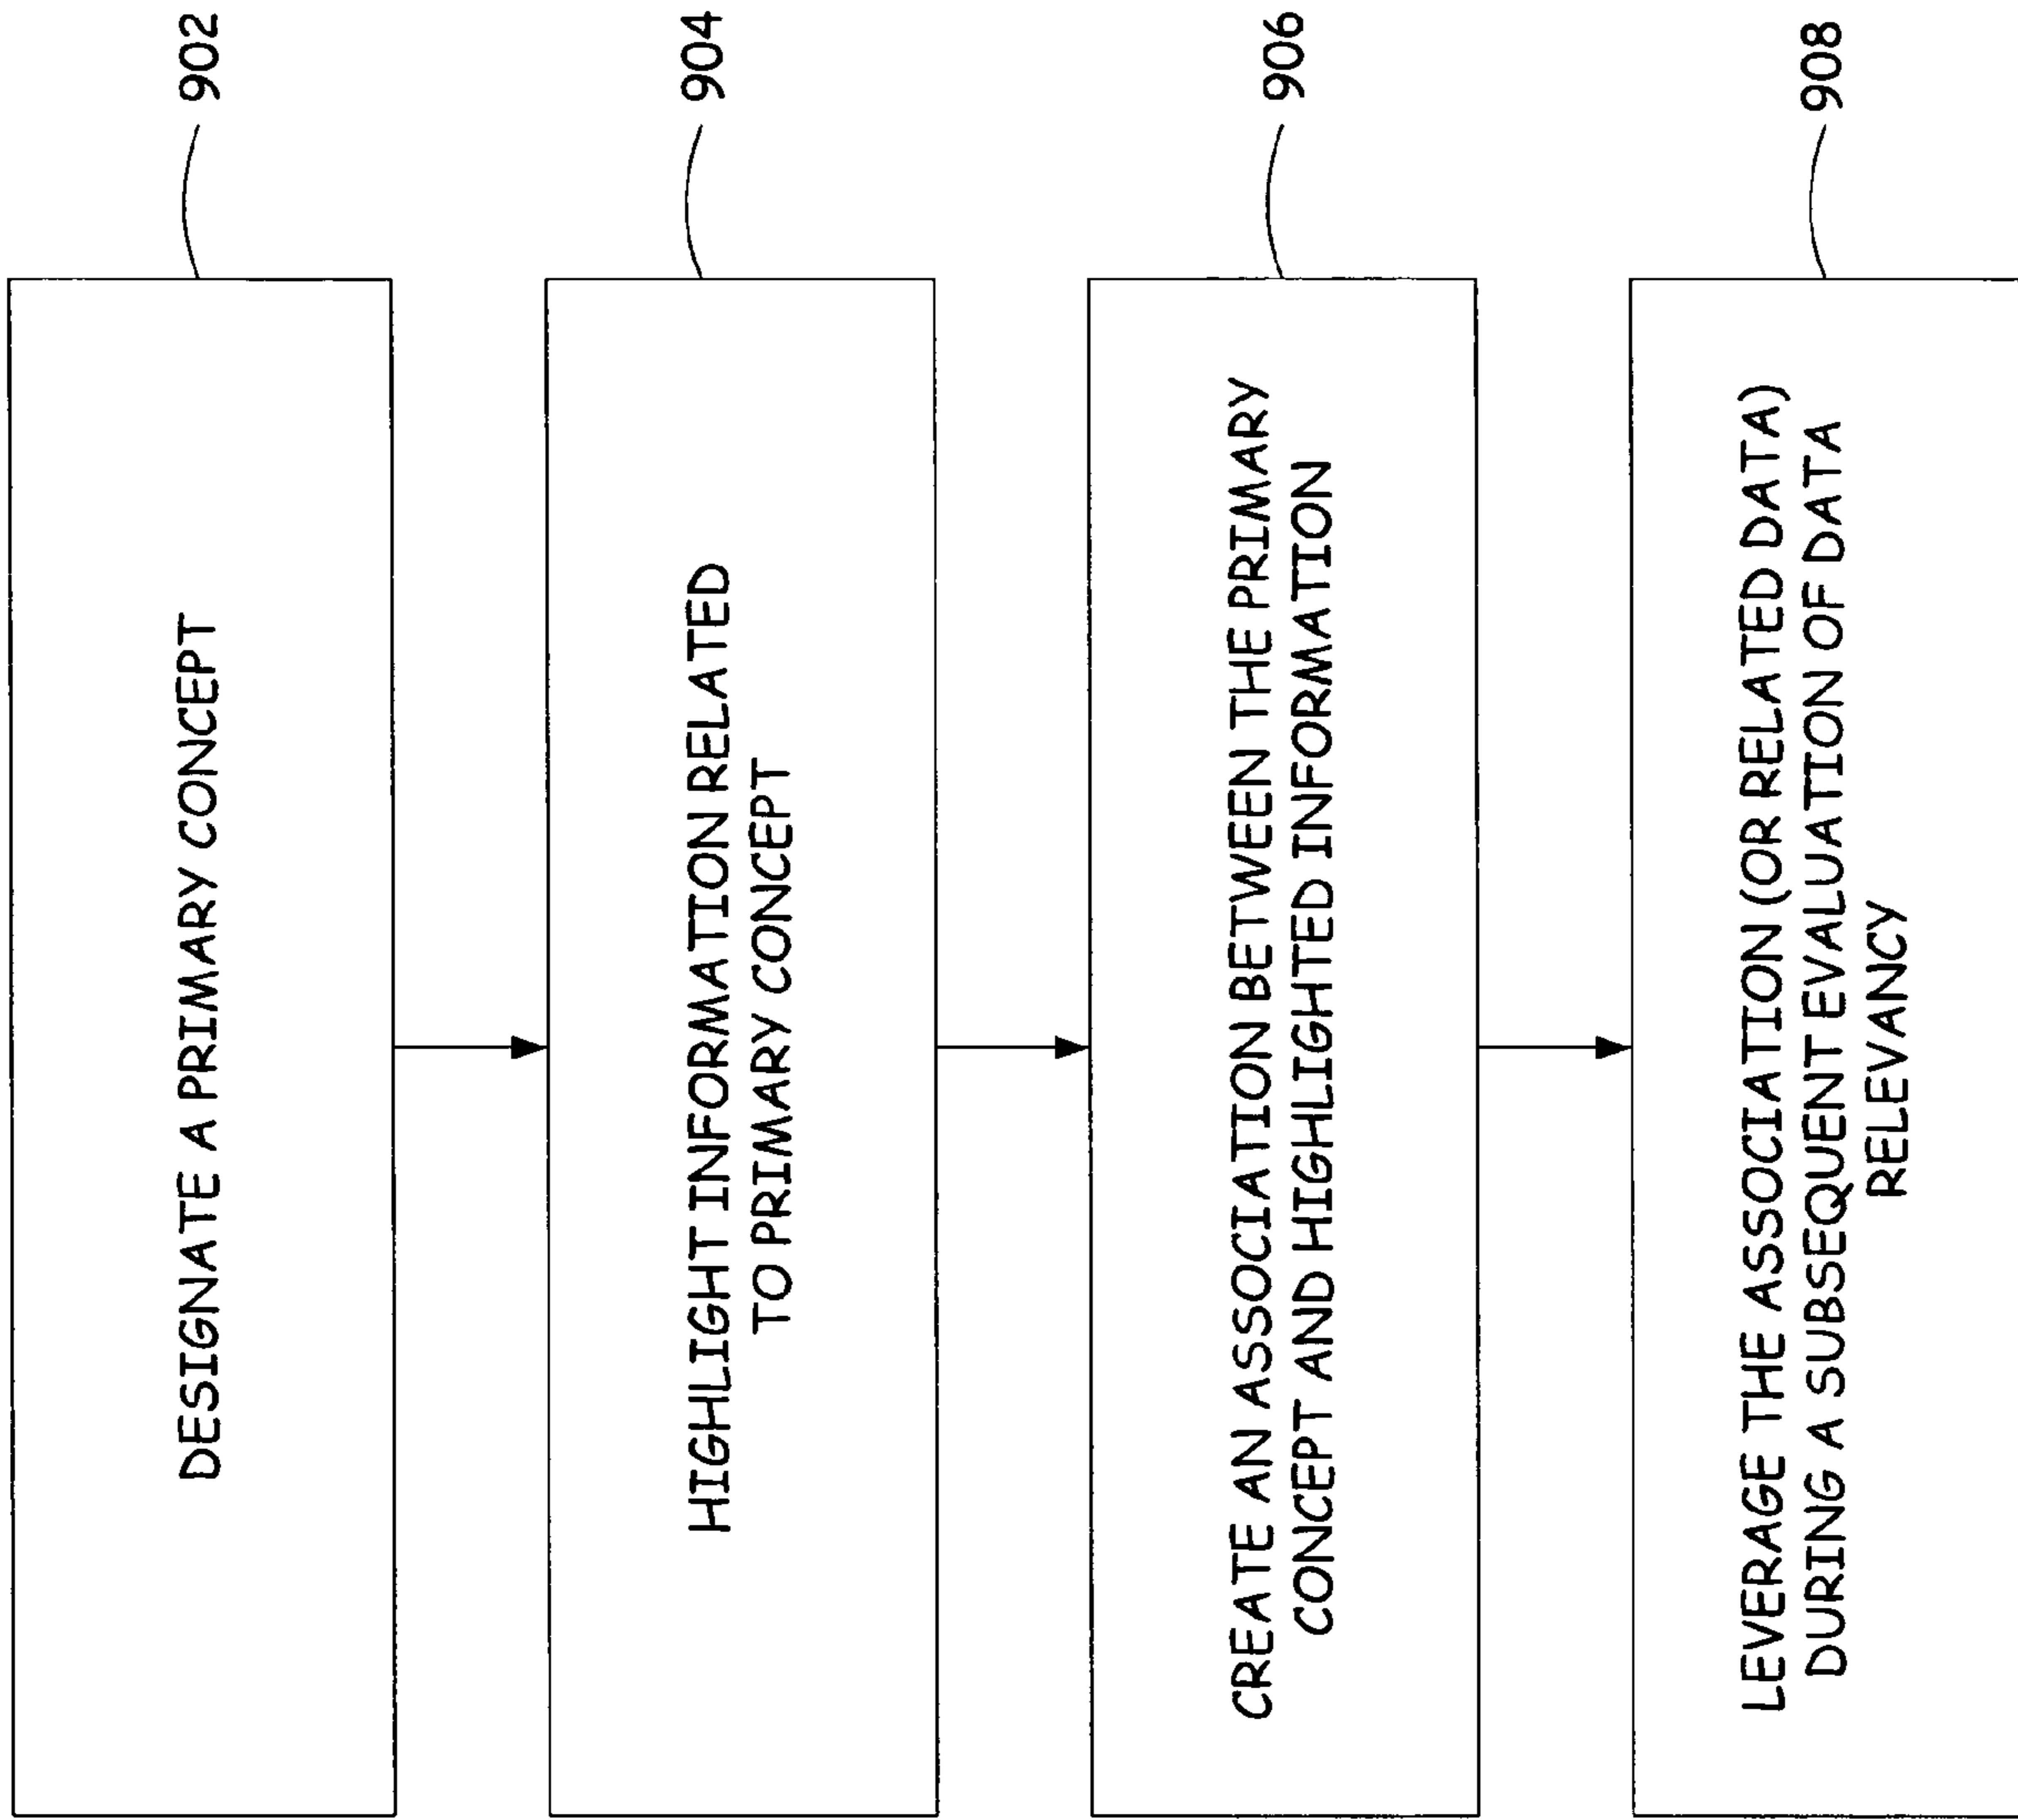 DESIGNATE A PRIMARY CONCEPT
902
HIGHLIGHT INFORMATION RELATED
TO PRIMARY CONCEPT
904
CREATE AN ASSOCIATION BETWEEN THE PRIMARY
CONCEPT AND HIGHLIGHTED INFORMATION
906
LEVERAGE THE ASSOCIATION (OR RELATED DATA)
DURING A SUBSEQUENT EVALUATION OF DATA
RELEVANCY
908